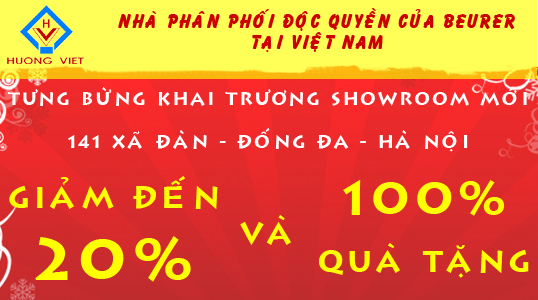 HV
HUONG VIET
NHÀ PHÂN PHỐI ĐỘC QUYỀN CỦA BEURER
TẠI VIỆT NAM
TƯNG BỪNG KHAI TRƯƠNG SHOWROOM MỚI
141 XÃ ĐÀN - ĐỐNG ĐA - HÀ NỘI
GIẢM ĐẾN
20%
VÀ
100%
QUÀ TẶNG